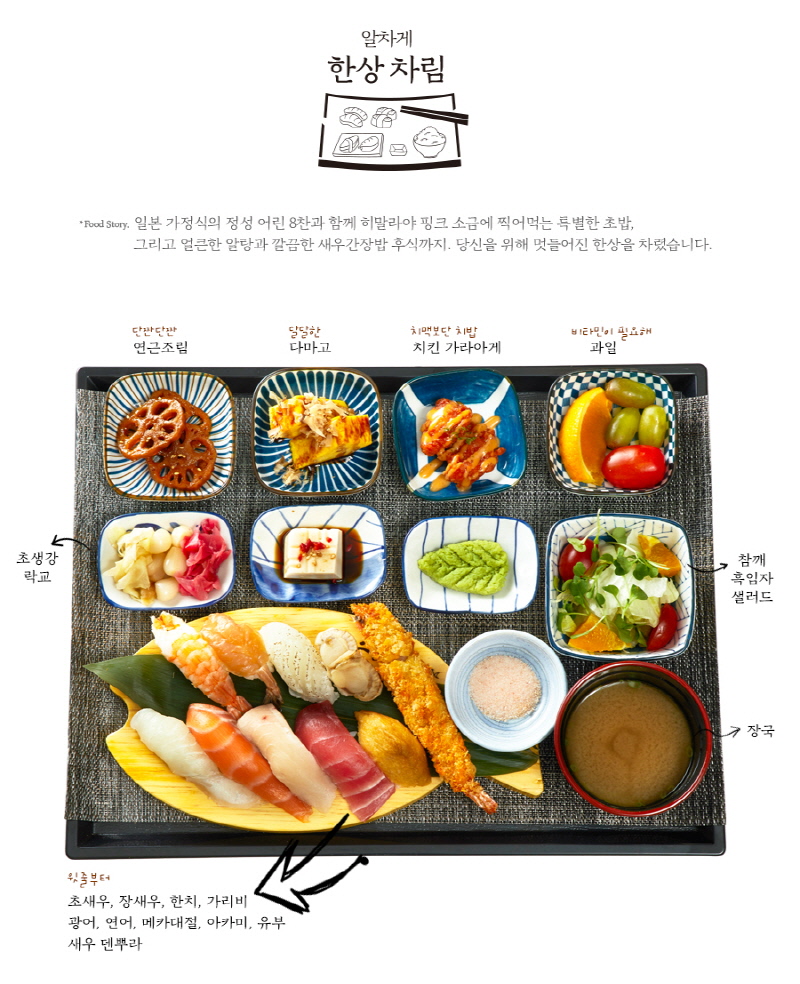 알차게
한상 차림
*Food Story. 일본 가정식의 정성 어린 8찬과 함께 히말라야 핑크 소금에 찍어먹는 특별한 초밥,
그리고 얼큰한 알탕과 깔끔한 새우간장밥 후식까지. 당신을 위해 멋들어진 한상을 차렸습니다.
단짠단짠
연근조림
달달한
다마고
치맥보단 치밥
치킨 가라아게
비타민이 필요해
과일
초생강
락교
참깨
흑임자
샐러드
장국
윗줄부터
초새우, 장새우, 한치, 가리비
광어, 연어, 메카대절, 아카미, 유부
새우 덴뿌라